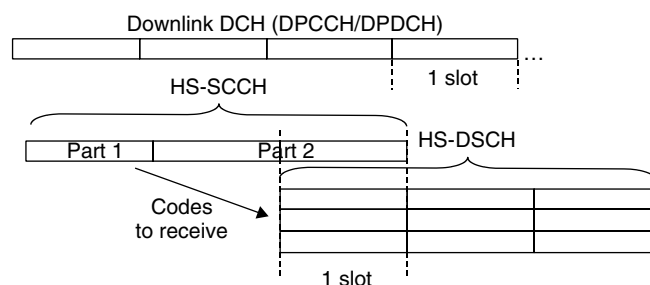 Downlink DCH (DPCCH/DPDCH)
...
1 slot
HS-SCCH
HS-DSCH
Part 1
Part 2
Codes
to receive
1 slot